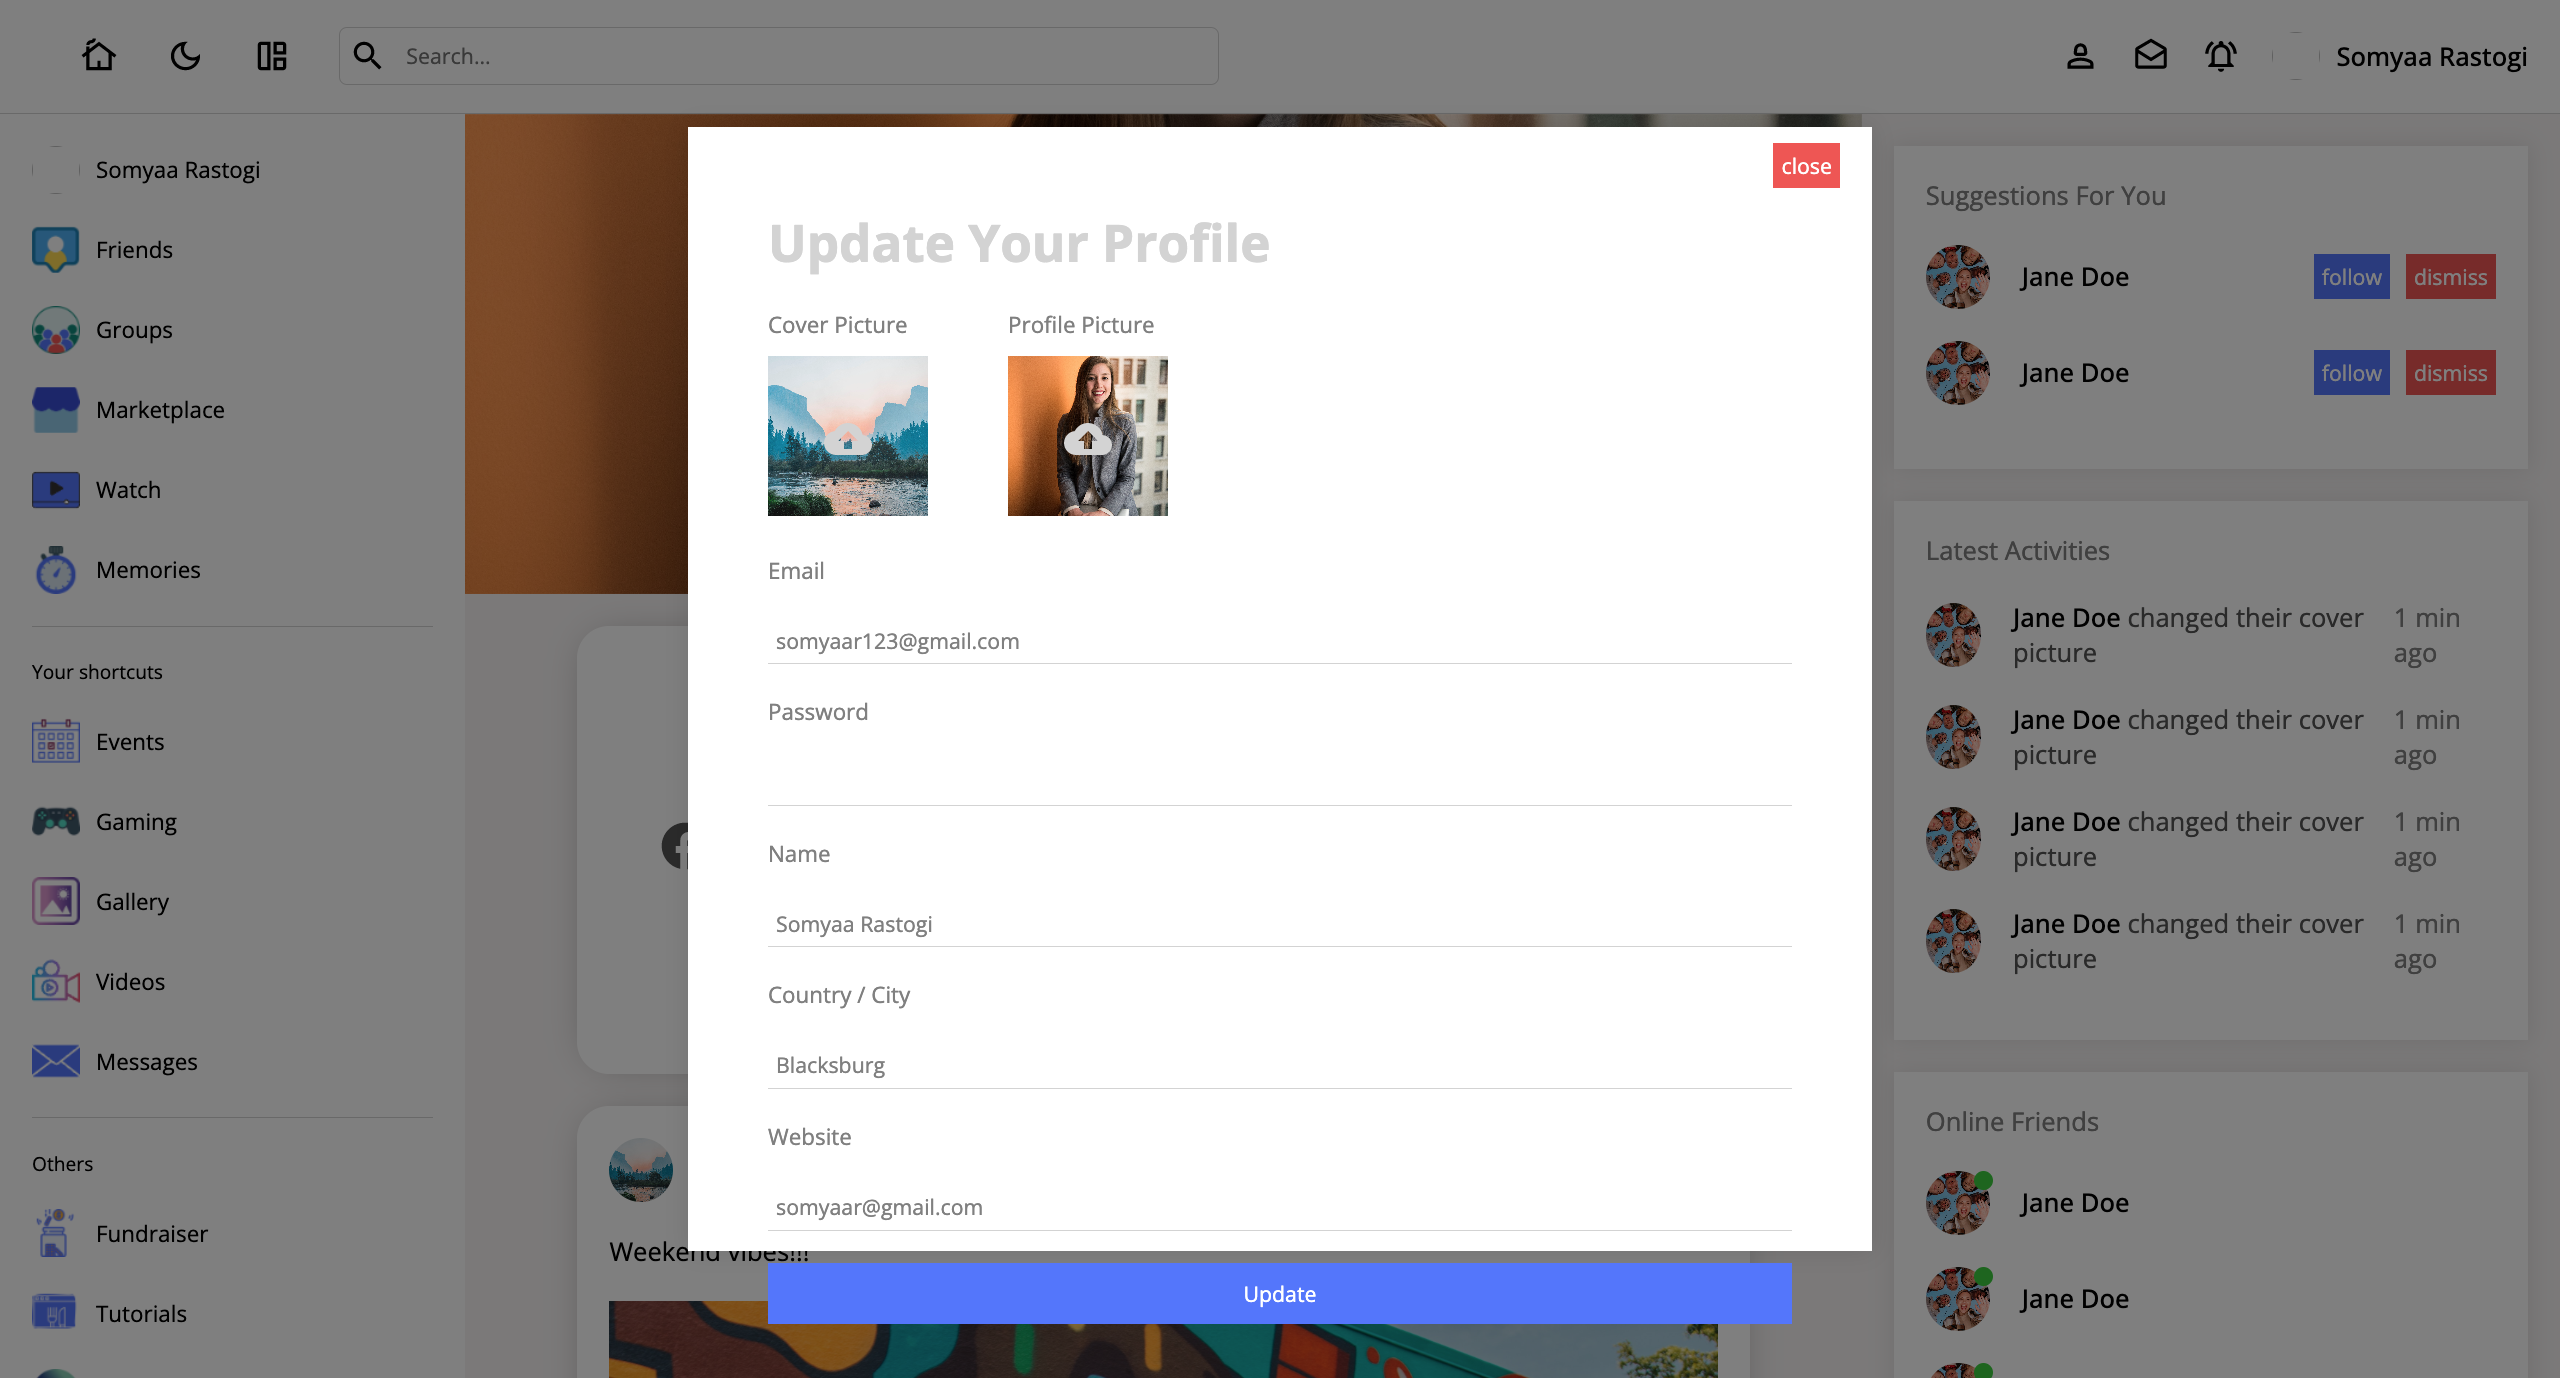 Search...
Somyaa Rastogi
Somyaa Rastogi
Friends
Groups
Marketplace
Watch
Memories
Your shortcuts
Events
Gaming
Gallery
Videos
Messages
Others
Fundraiser
Tutorials
close
Update Your Profile
Cover Picture
Profile Picture
Email
somyaar123@gmail.com
Password
Name
Somyaa Rastogi
Country / City
Blacksburg
Website
somyaar@gmail.com
Update
Weekend vibes!!!
Suggestions For You
Jane Doe follow dismiss
Jane Doe follow dismiss
Latest Activities
Jane Doe changed their cover 1 min
picture ago
Jane Doe changed their cover 1 min
picture ago
Jane Doe changed their cover 1 min
picture ago
Jane Doe changed their cover 1 min
picture ago
Online Friends
Jane Doe
Jane Doe